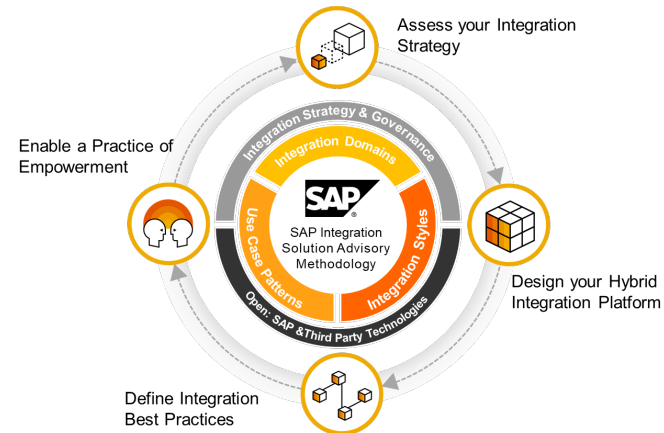 Assess your Integration
Strategy
Enable a Practice of
Empowerment
Integration Strategy & Governance
Integration Domains
Use Case Patterns
Integration Styles
SAP
®
SAP Integration
Solution Advisory
Methodology
Open: SAP &Third Party Technologies
Design your Hybrid
Integration Platform
Define Integration
Best Practices